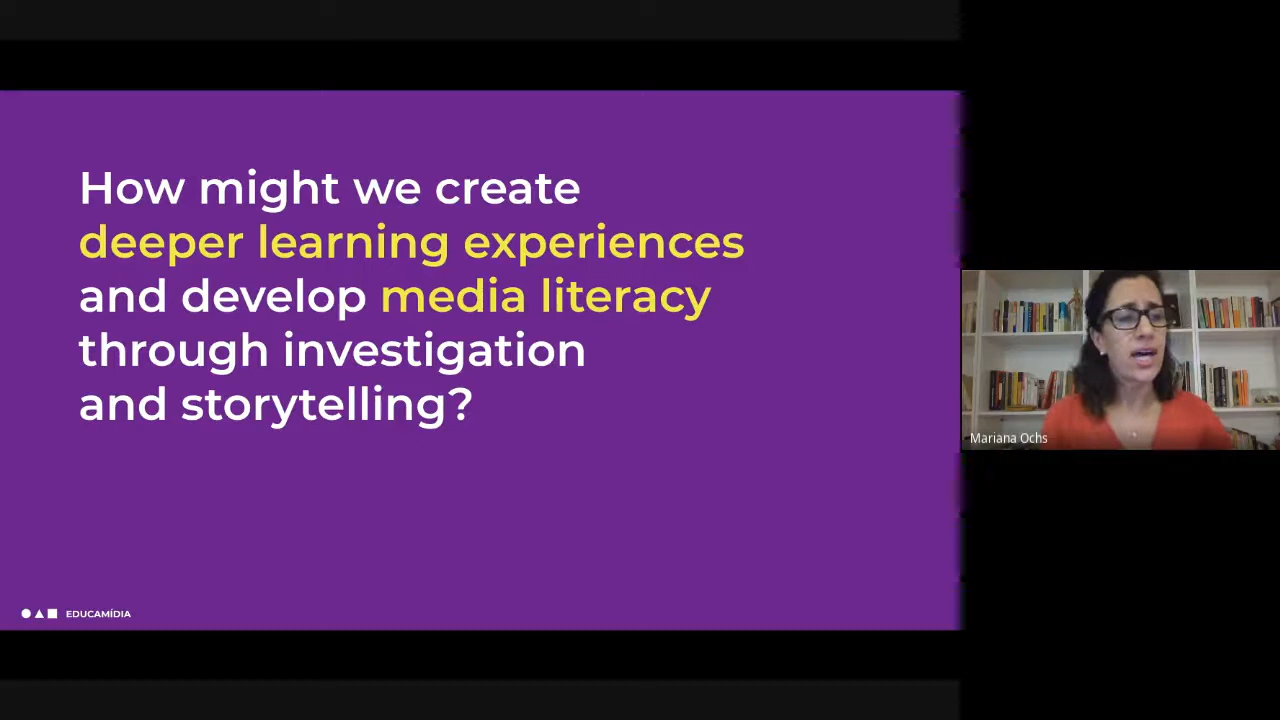 How might we create
deeper learning experiences
and develop media literacy
through investigation
and storytelling?
EDUCAMÍDIA
Mariana Ochs